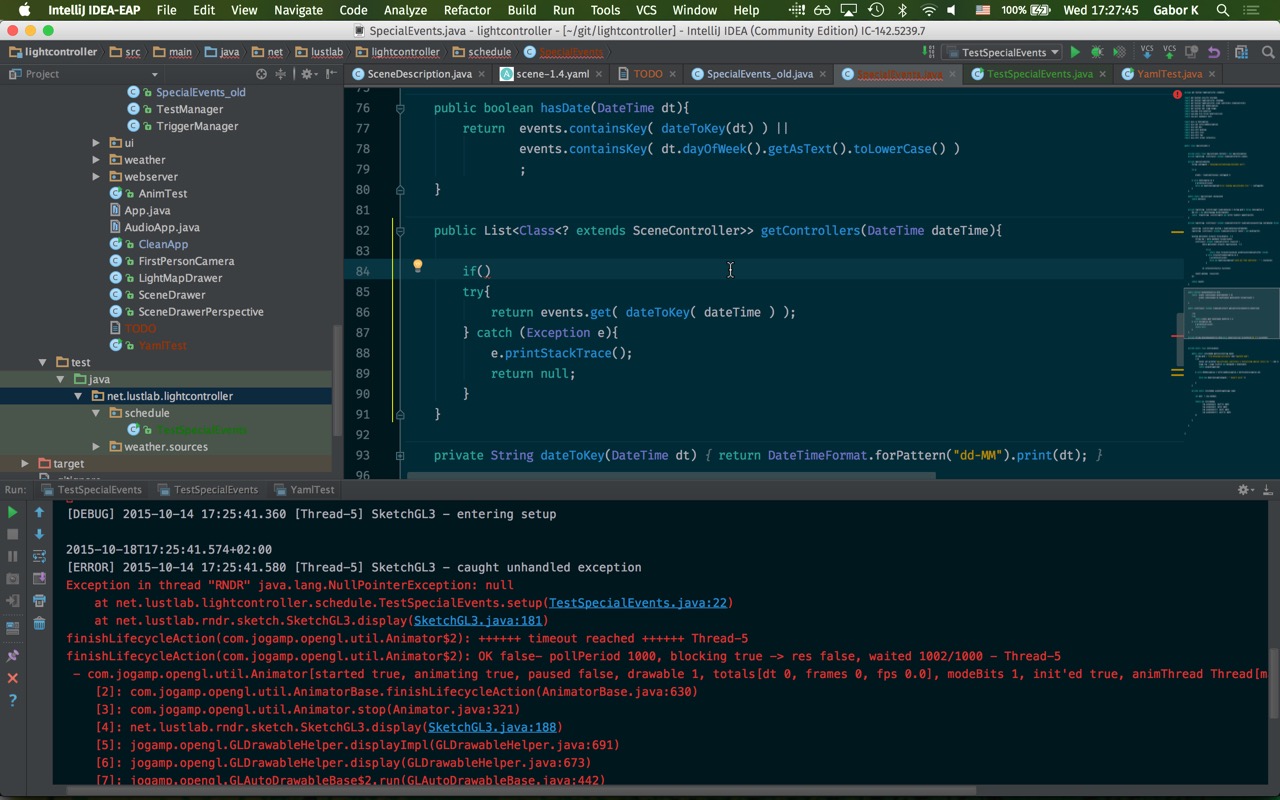 IntelliJ IDEA-EAP File Edit View Navigate Code Analyze Refactor Build Run Tools VCS Window Help 100% Wed 17:27:45 Gabor K
SpecialEvents.java - lightcontroller - [~/git/lightcontroller] - IntelliJ IDEA (Community Edition) IC-142.5239.7
lightcontroller src main java net lustlab lightcontroller schedule SpecialEvents TestSpecialEvents VCS VCS
Project SceneDescription.java scene-1.4.yaml TODO SpecialEvents_old.java SpecialEvents.java TestSpecialEvents.java YamlTest.java
SpecialEvents_old
TestManager
TriggerManager
ui
weather
webserver
AnimTest
App.java
AudioApp.java
CleanApp
FirstPersonCamera
LightMapDrawer
SceneDrawer
SceneDrawerPerspective
TODO
YamlTest
test
java
net.lustlab.lightcontroller
schedule
TestSpecialEvents
weather.sources
target
75
76 public boolean hasDate(DateTime dt){
77 return events.containsKey( dateToKey(dt) ) ||
78 events.containsKey( dt.dayOfWeek().getAsText().toLowerCase() )
79 ;
80 }
81
82 public List<Class<? extends SceneController>> getControllers(DateTime dateTime){
83
84 if()
85 try{
86 return events.get( dateToKey( dateTime ) );
87 } catch (Exception e){
88 e.printStackTrace();
89 return null;
90 }
91 }
92
93 private String dateToKey(DateTime dt) { return DateTimeFormat.forPattern("dd-MM").print(dt); }
96
Run: TestSpecialEvents TestSpecialEvents YamlTest
[DEBUG] 2015-10-14 17:25:41.360 [Thread-5] SketchGL3 - entering setup
2015-10-18T17:25:41.574+02:00
[ERROR] 2015-10-14 17:25:41.580 [Thread-5] SketchGL3 - caught unhandled exception
Exception in thread "RNDR" java.lang.NullPointerException: null
at net.lustlab.lightcontroller.schedule.TestSpecialEvents.setup(TestSpecialEvents.java:22)
at net.lustlab.rndr.sketch.SketchGL3.display(SketchGL3.java:181)
finishLifecycleAction(com.jogamp.opengl.util.Animator$2): ++++++ timeout reached ++++++ Thread-5
finishLifecycleAction(com.jogamp.opengl.util.Animator$2): OK false- pollPeriod 1000, blocking true -> res false, waited 1002/1000 - Thread-5
- com.jogamp.opengl.util.Animator[started true, animating true, paused false, drawable 1, totals[dt 0, frames 0, fps 0.0], modeBits 1, init'ed true, animThread Thread[m
[2]: com.jogamp.opengl.util.AnimatorBase.finishLifecycleAction(AnimatorBase.java:630)
[3]: com.jogamp.opengl.util.Animator.stop(Animator.java:321)
[4]: net.lustlab.rndr.sketch.SketchGL3.display(SketchGL3.java:188)
[5]: jogamp.opengl.GLDrawableHelper.displayImpl(GLDrawableHelper.java:691)
[6]: jogamp.opengl.GLDrawableHelper.display(GLDrawableHelper.java:673)
[7]: jogamp.opengl.GLAutoDrawableBase$2.run(GLAutoDrawableBase.java:442)